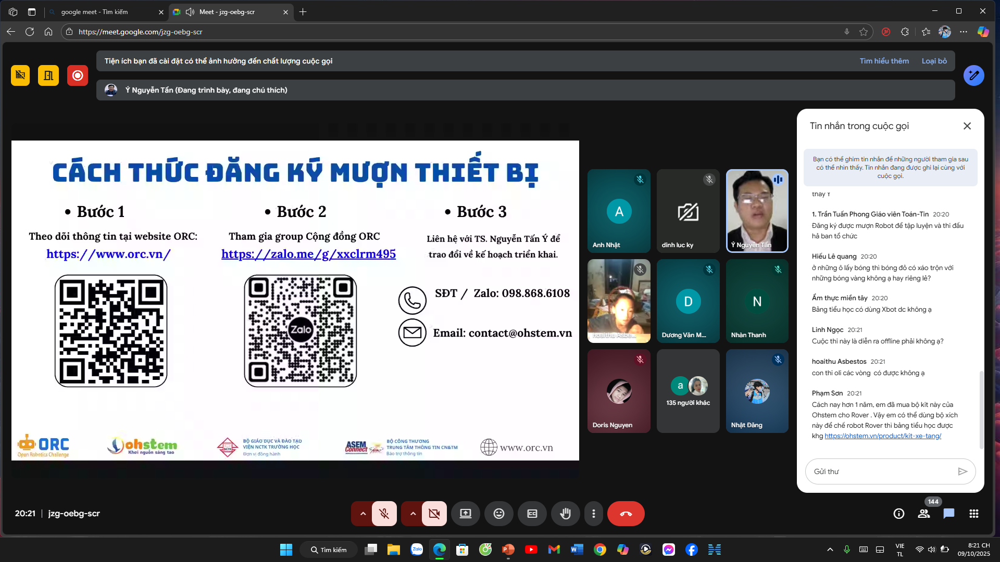 google meet - Tìm kiếm
Meet - jzg-oebg-scr
https://meet.google.com/jzg-oebg-scr
Tiện ích bạn đã cài đặt có thể ảnh hưởng đến chất lượng cuộc gọi
Tìm hiểu thêm
Loại bỏ
Ý Nguyễn Tấn (Đang trình bày, đang chú thích)
CÁCH THỨC ĐĂNG KÝ MƯỢN THIẾT BỊ
• Bước 1
Theo dõi thông tin tại website ORC:
https://www.orc.vn/
• Bước 2
Tham gia group Cộng đồng ORC
https://zalo.me/g/xxclrm495
Zalo
• Bước 3
Liên hệ với TS. Nguyễn Tấn Ý để
trao đổi về kế hoạch triển khai.
SĐT / Zalo: 098.868.6108
Email: contact@ohstem.vn
ORC
Open Robotics Challenge
ohstem
Khơi nguồn sáng tạo
NCTK
BỘ GIÁO DỤC VÀ ĐÀO TẠO
VIỆN NCTK TRƯỜNG HỌC
Đơn vị đồng hành
ASEM
Connect
BỘ CÔNG THƯƠNG
TRUNG TÂM THÔNG TIN CN&TM
Bảo trợ thông tin
www.orc.vn
A
Anh Nhật
dinh luc ky
Ý Nguyễn Tấn
hoaithu Asbe...
D
Dương Văn M...
N
Nhàn Thanh
Doris Nguyen
a
135 người khác
Nhật Đăng
Tin nhắn trong cuộc gọi
Bạn có thể ghim tin nhắn để những người tham gia sau
có thể nhìn thấy. Tin nhắn đang được ghi lại cùng với
cuộc gọi.
thay Y
1. Trần Tuấn Phong Giáo viên Toán-Tin 20:20
Đăng ký được mượn Robot để tập luyện và thi đấu
hả ban tổ chức
Hiếu Lê quang 20:20
ở những ô lấy bóng thì bóng đỏ có xáo trộn với
những bóng vàng không ạ hay riêng lẻ?
Ẩm thực miền tây 20:20
Bảng tiểu học có dùng Xbot dc không ạ
Linh Ngọc 20:21
Cuộc thi này là diễn ra offline phải không ạ?
hoaithu Asbestos 20:21
con thi oli các vòng có được không ạ
Phạm Sơn 20:21
Cách nay hơn 1 năm, em đã mua bộ kit này của
Ohstem cho Rover . Vậy em có thể dùng bộ xích
này để chế robot Rover thì bảng tiểu học được
khg https://ohstem.vn/product/kit-xe-tang/
Gửi thư
20:21
jzg-oebg-scr
144
Tìm kiếm
Zalo
VIE
TL
8:21 CH
09/10/2025